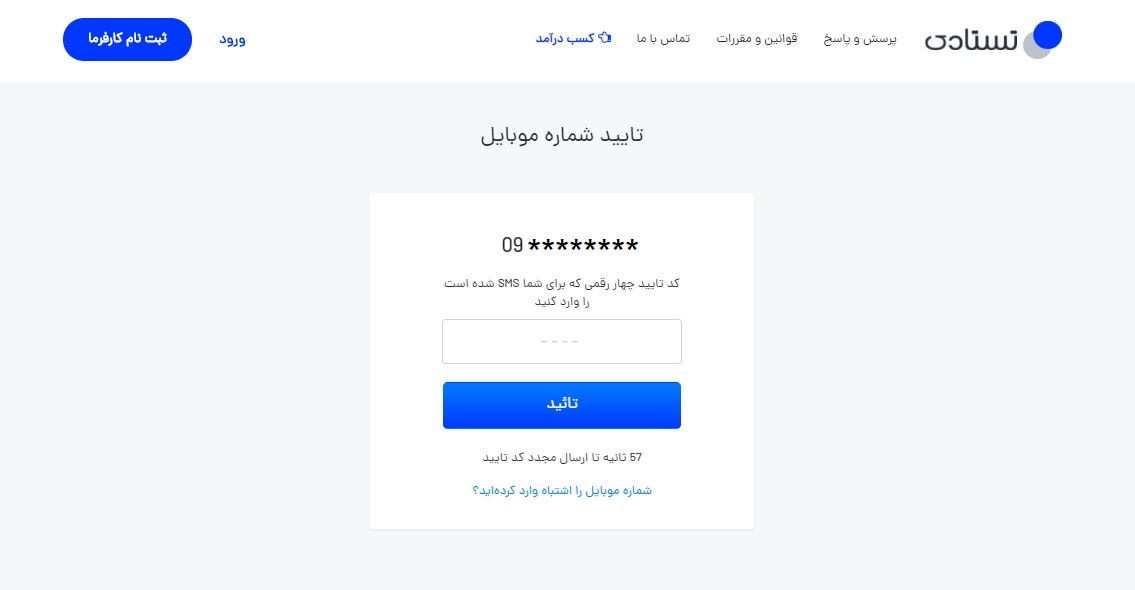 تستادی
پرسش و پاسخ
قوانین و مقررات
تماس با ما
کسب درآمد
ورود
ثبت نام کارفرما
تایید شماره موبایل
09********
کد تایید چهار رقمی که برای شما SMS شده است
را وارد کنید
- - - -
تائید
57 ثانیه تا ارسال مجدد کد تایید
شماره موبایل را اشتباه وارد کرده‌اید؟